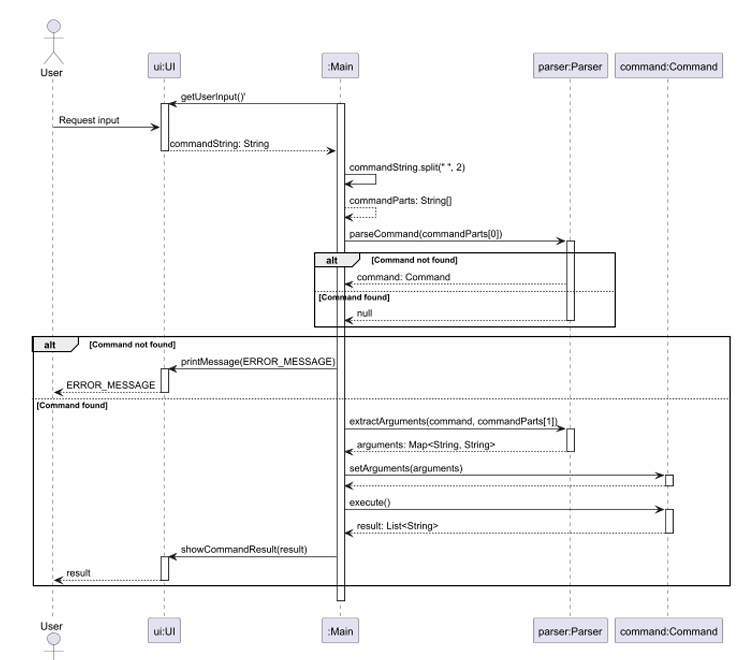 User
ui:UI
:Main
parser:Parser
command:Command
getUserInput()'
Request input
commandString: String
commandString.split(" ", 2)
commandParts: String[]
parseCommand(commandParts[0])
alt [Command not found]
command: Command
[Command found]
null
alt [Command not found]
printMessage(ERROR_MESSAGE)
ERROR_MESSAGE
[Command found]
extractArguments(command, commandParts[1])
arguments: Map<String, String>
setArguments(arguments)
execute()
result: List<String>
showCommandResult(result)
result
User
ui:UI
:Main
parser:Parser
command:Command